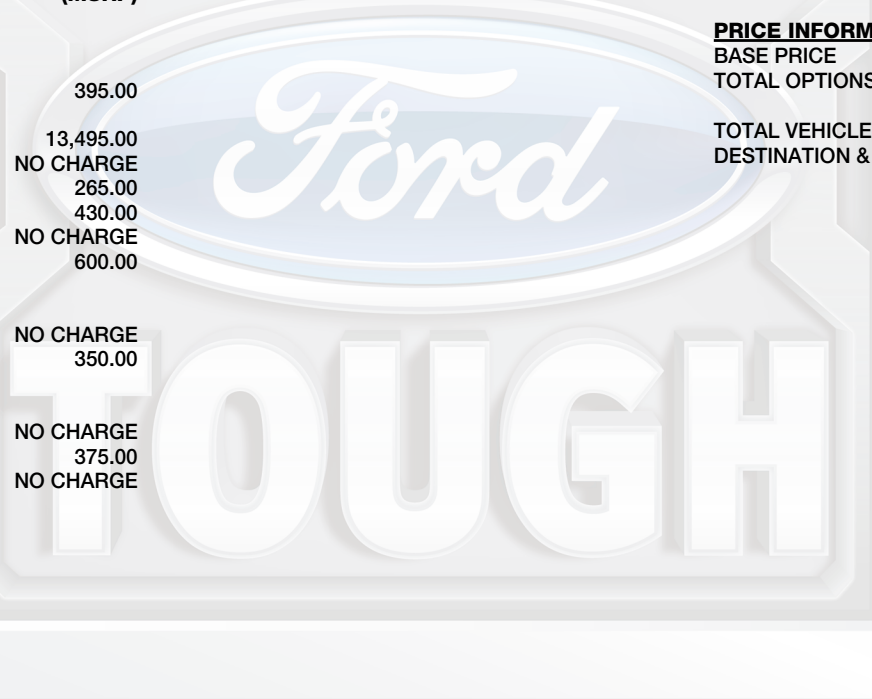 (MSRP)
395.00
13,495.00
NO CHARGE
265.00
430.00
NO CHARGE
600.00
NO CHARGE
350.00
NO CHARGE
375.00
NO CHARGE
PRICE INFORM
BASE PRICE
TOTAL OPTIONS
TOTAL VEHICLE
DESTINATION &
Ford
TOUGH